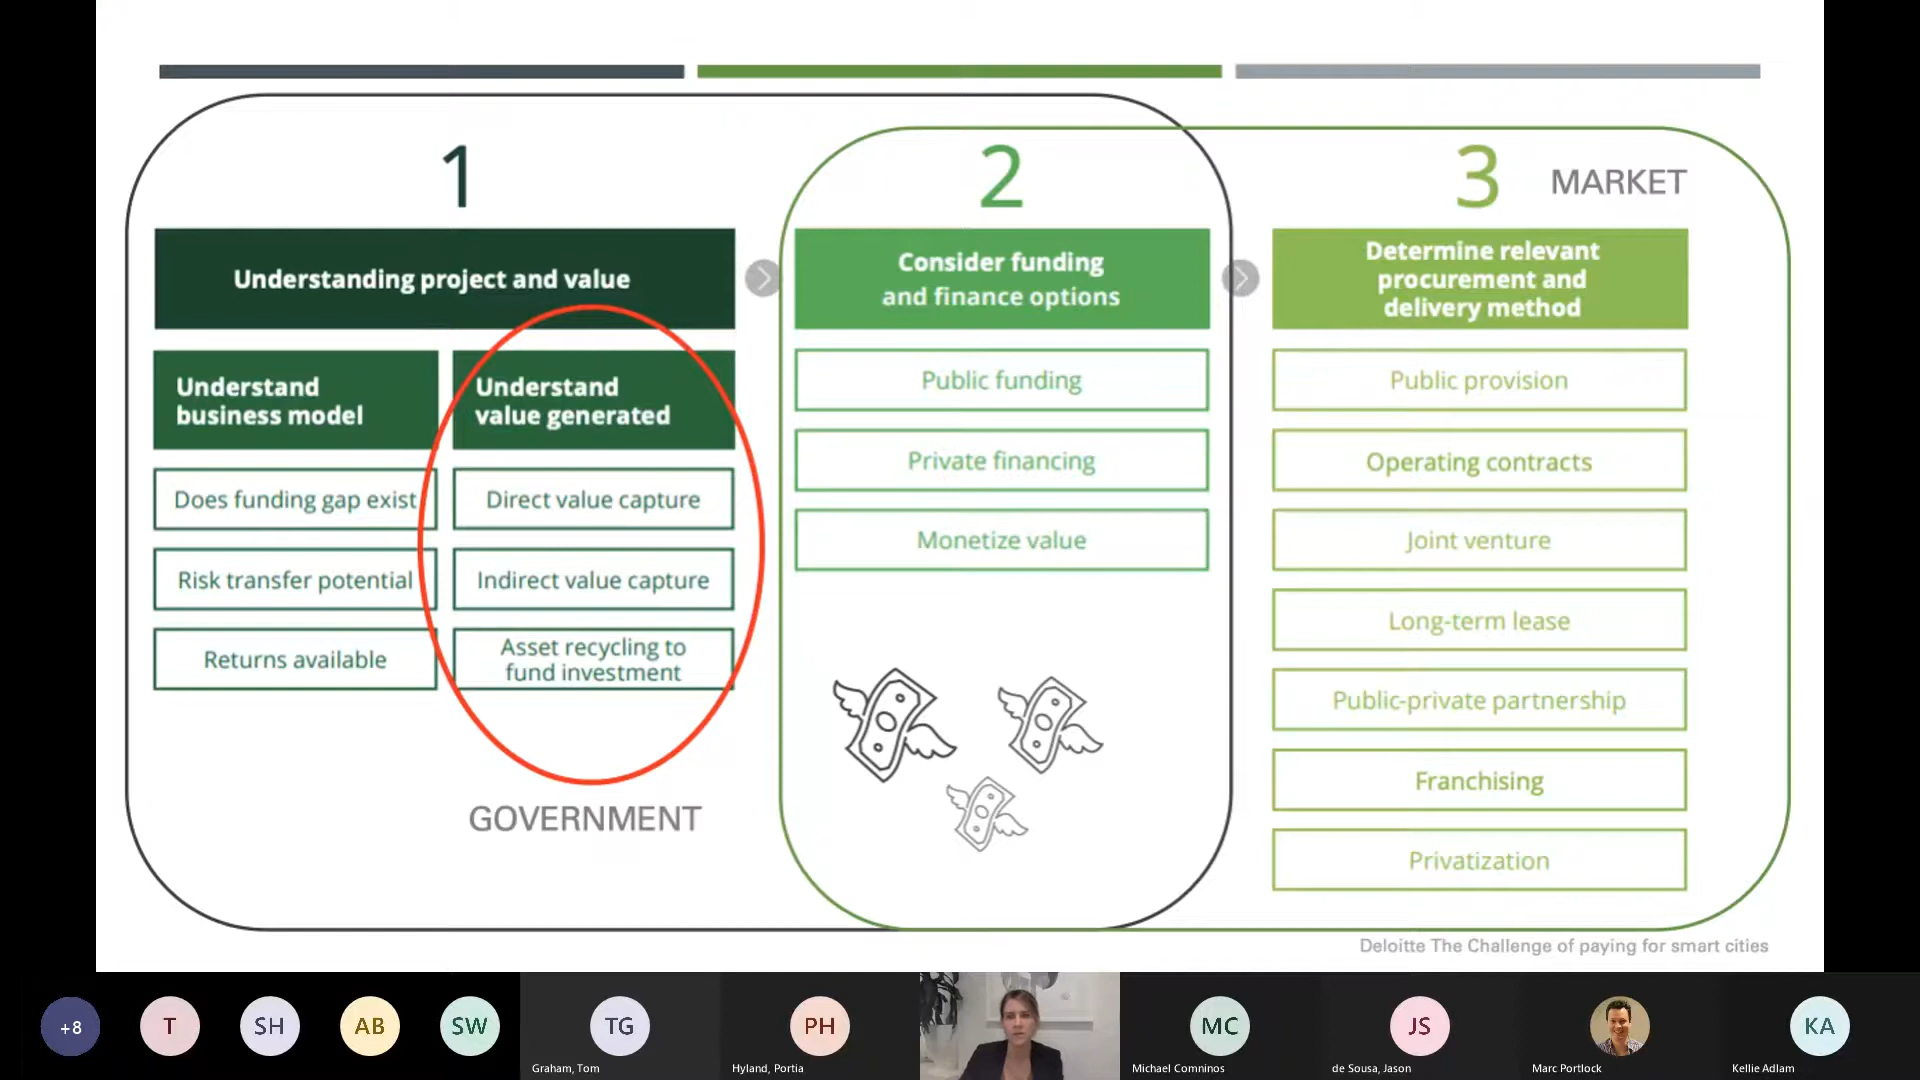 1
Understanding project and value
Understand
business model
Does funding gap exist
Risk transfer potential
Returns available
Understand
value generated
Direct value capture
Indirect value capture
Asset recycling to
fund investment
GOVERNMENT
2
Consider funding
and finance options
Public funding
Private financing
Monetize value
3
MARKET
Determine relevant
procurement and
delivery method
Public provision
Operating contracts
Joint venture
Long-term lease
Public-private partnership
Franchising
Privatization
Deloitte The Challenge of paying for smart cities
+8
T
SH
AB
SW
TG
Graham, Tom
PH
Hyland, Portia
MC
Michael Comninos
JS
de Sousa, Jason
Marc Portlock
KA
Kellie Adlam